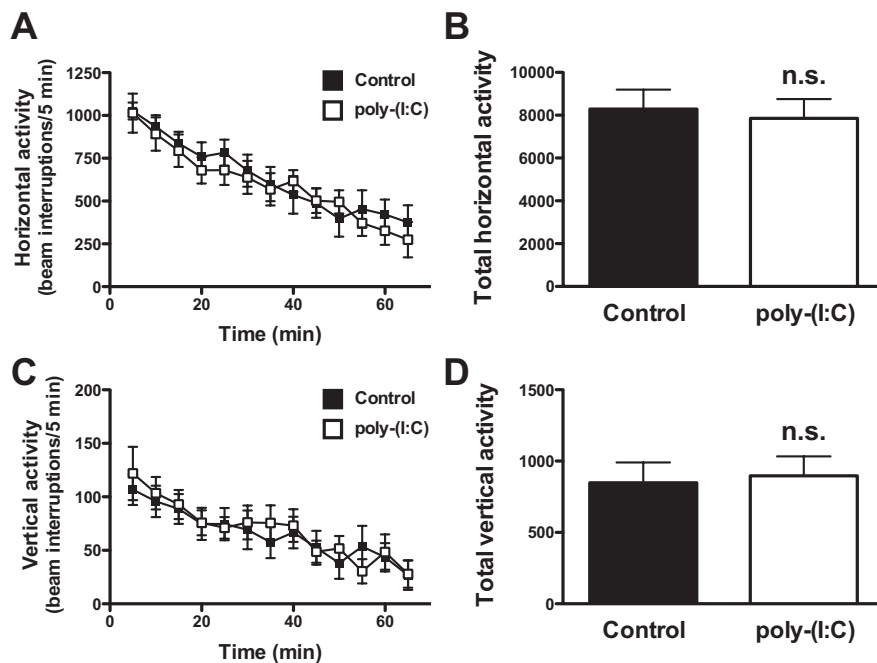 A
Horizontal activity
(beam interruptions/5 min)
1250
1000
750
500
250
0
0
20
40
60
Time (min)
Control
poly-(I:C)
B
Total horizontal activity
10000
8000
6000
4000
2000
0
n.s.
Control
poly-(I:C)
C
Vertical activity
(beam interruptions/5 min)
200
150
100
50
0
0
20
40
60
Time (min)
Control
poly-(I:C)
D
Total vertical activity
1500
1000
500
0
n.s.
Control
poly-(I:C)